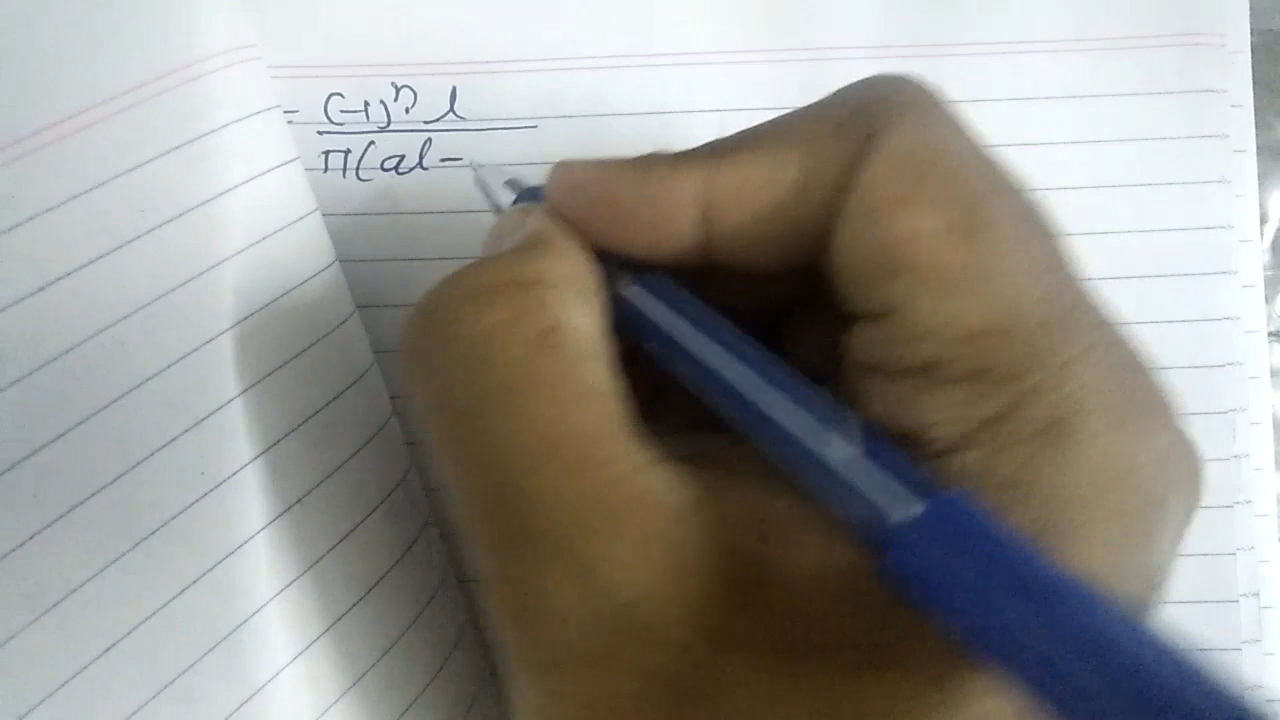 = (-1)ⁿ l
π(al -